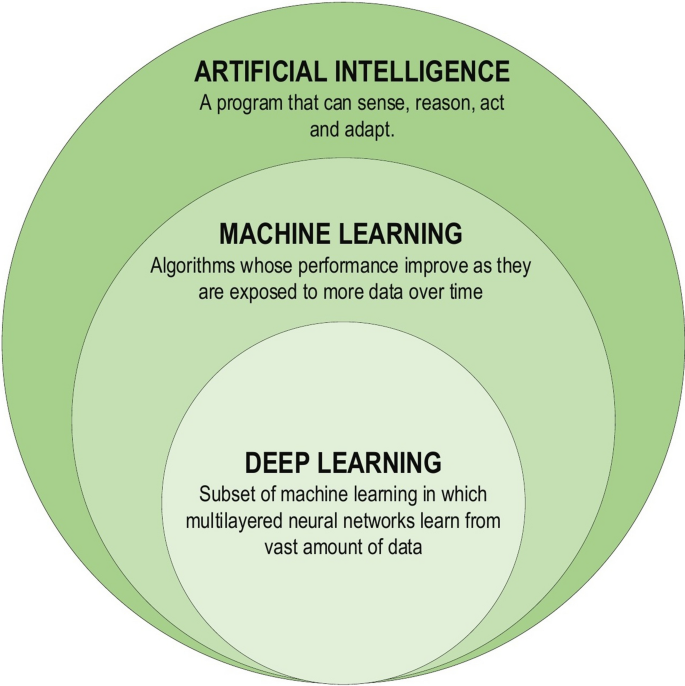 ARTIFICIAL INTELLIGENCE
A program that can sense, reason, act
and adapt.
MACHINE LEARNING
Algorithms whose performance improve as they
are exposed to more data over time
DEEP LEARNING
Subset of machine learning in which
multilayered neural networks learn from
vast amount of data